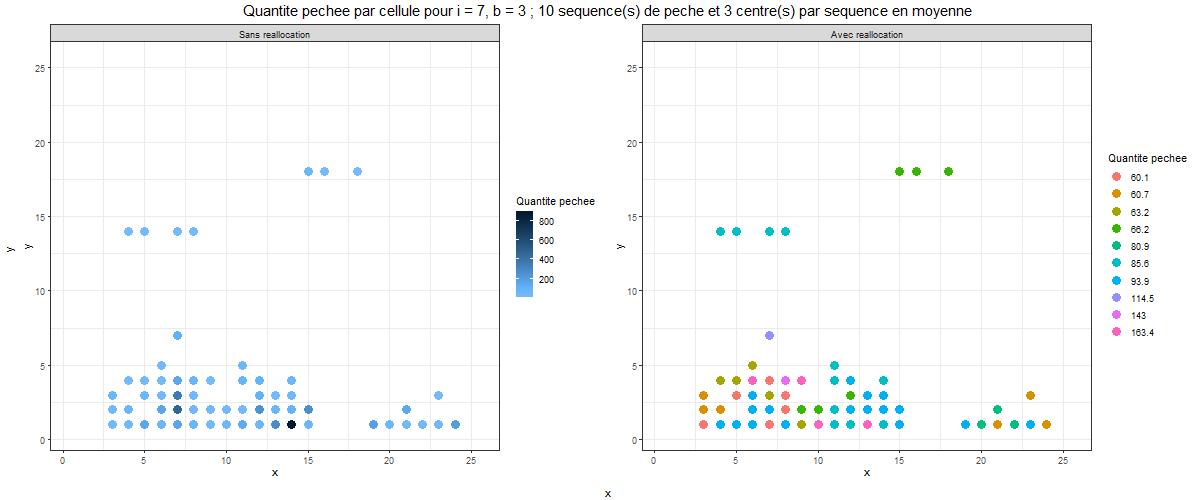 Quantite pechee par cellule pour i = 7, b = 3 ; 10 sequence(s) de peche et 3 centre(s) par sequence en moyenne
Sans reallocation
25
20
15
10
5
0
0 5 10 15 20 25
x
y
y
Quantite pechee
800
600
400
200
Avec reallocation
25
20
15
10
5
0
0 5 10 15 20 25
x
y
Quantite pechee
60.1
60.7
63.2
66.2
80.9
85.6
93.9
114.5
143
163.4
x